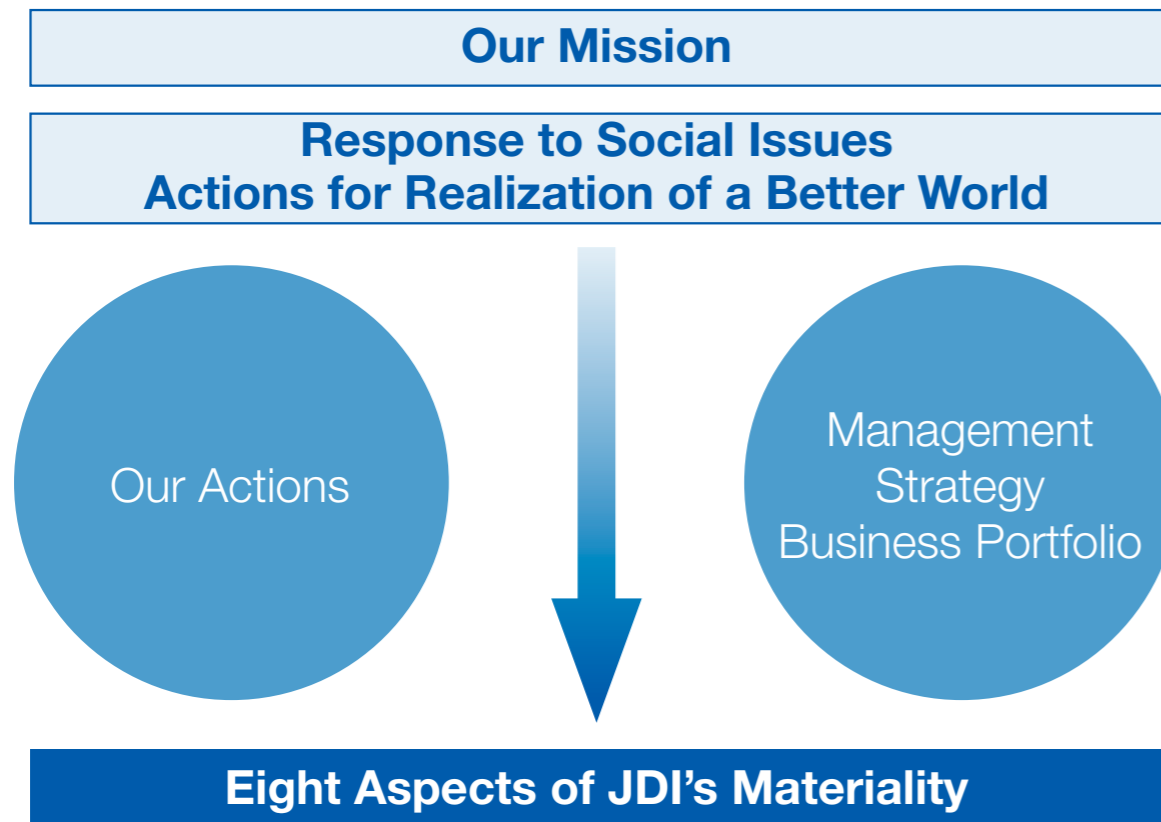 Our Mission
Response to Social Issues
Actions for Realization of a Better World
Our Actions
Management
Strategy
Business Portfolio
Eight Aspects of JDI’s Materiality